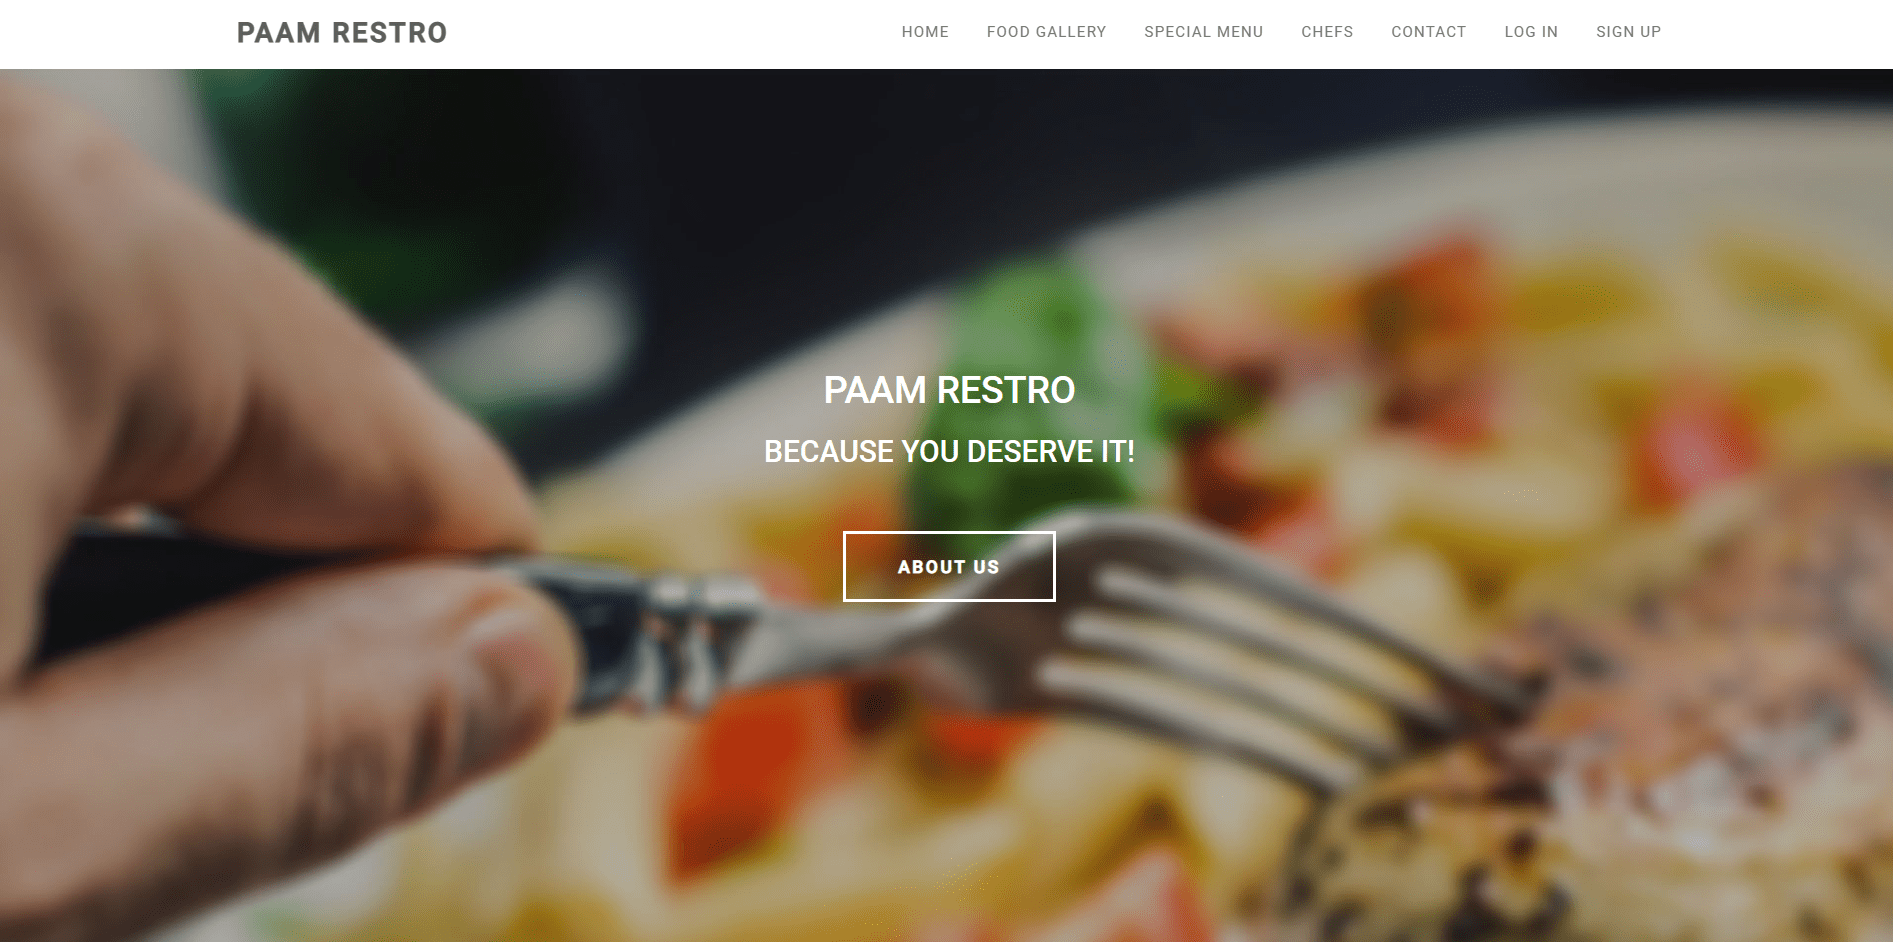 PAAM RESTRO
HOME FOOD GALLERY SPECIAL MENU CHEFS CONTACT LOG IN SIGN UP
PAAM RESTRO
BECAUSE YOU DESERVE IT!
ABOUT US